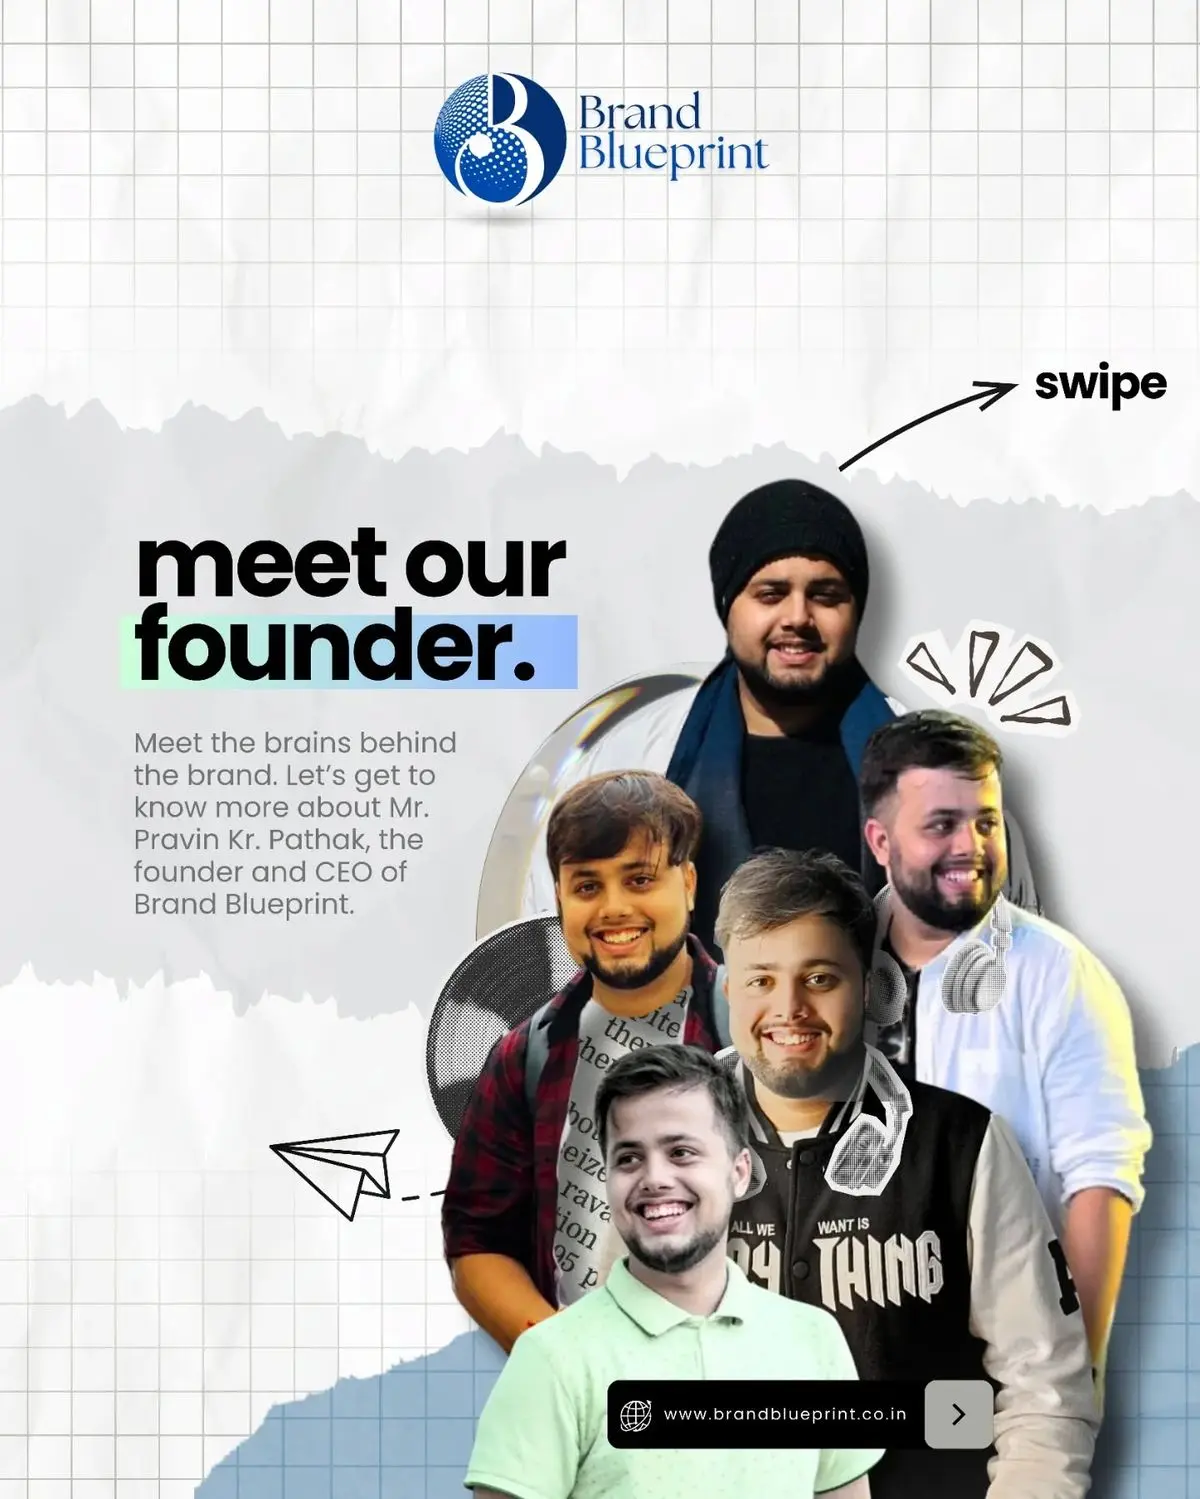 Brand
Blueprint
swipe
meet our
founder.
Meet the brains behind
the brand. Let's get to
know more about Mr.
Pravin Kr. Pathak, the
founder and CEO of
Brand Blueprint.
ALL WE WANT IS
THING
www.brandblueprint.co.in